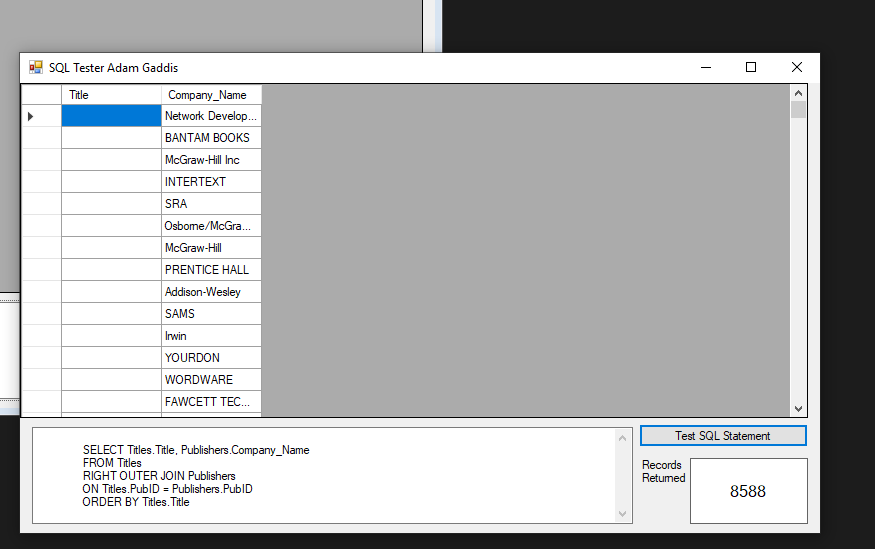 SQL Tester Adam Gaddis
Title Company_Name
Network Develop...
BANTAM BOOKS
McGraw-Hill Inc
INTERTEXT
SRA
Osborne/McGra...
McGraw-Hill
PRENTICE HALL
Addison-Wesley
SAMS
Irwin
YOURDON
WORDWARE
FAWCETT TEC...
SELECT Titles.Title, Publishers.Company_Name
FROM Titles
RIGHT OUTER JOIN Publishers
ON Titles.PubID = Publishers.PubID
ORDER BY Titles.Title
Test SQL Statement
Records
Returned
8588